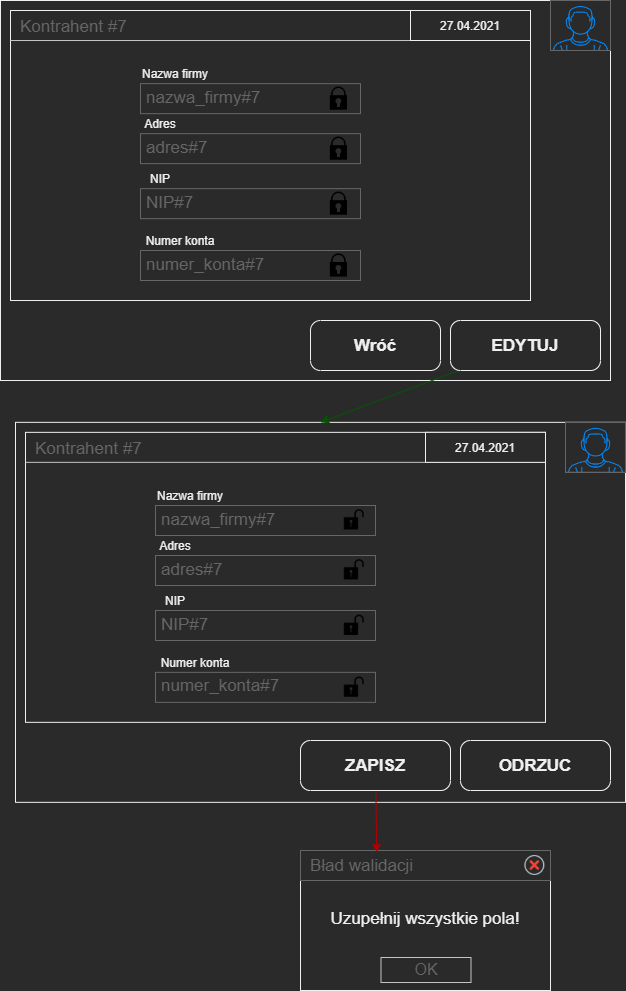 Kontrahent #7
27.04.2021
Nazwa firmy
nazwa_firmy#7
Adres
adres#7
NIP
NIP#7
Numer konta
numer_konta#7
Wróć
EDYTUJ
Kontrahent #7
27.04.2021
Nazwa firmy
nazwa_firmy#7
Adres
adres#7
NIP
NIP#7
Numer konta
numer_konta#7
ZAPISZ
ODRZUC
Bład walidacji
Uzupełnij wszystkie pola!
OK